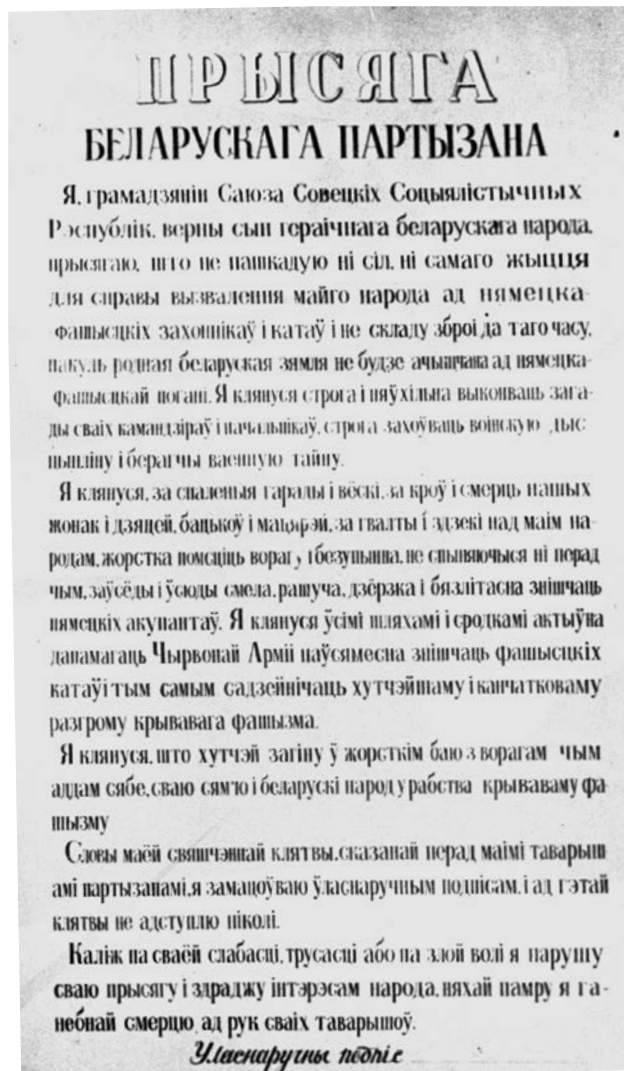 ПРЫСЯГА
БЕЛАРУСКАГА ПАРТЫЗАНА
Я, грамадзянін Саюза Совецкіх Соцыялістычных
Рэспублік, верны сын гераічнага беларускага народа,
прысягаю, што не пашкадую ні сіл, ні самаго жыцця
для справы вызвалення майго народа ад нямецка-
фашысцкіх захопнікаў і катаў і не складу зброі да таго часу,
пакуль родная беларуская зямля не будзе ачышчана ад нямецка-
фашысцкай погані. Я клянуся строга і няўхільна выконваць зага-
ды сваіх камандзіраў і начальнікаў, строга захоўваць воінскую дыс
цыпліну і берагчы ваенную тайну.
Я клянуся, за спаленыя гарады і вёскі, за кроў і смерць нашых
жонак і дзяцей, бацькоў і мацярэй, за гвалты і здзекі над маім на-
родам, жорстка помсціць ворагу і безупынна, не спыняючыся ні перад
чым, заўсёды і ўсюды смела, рашуча, дзёрзка і бязлітасна знішчаць
нямецкіх акупантаў. Я клянуся ўсімі шляхамі і сродкамі актыўна
дапамагаць Чырвонай Арміі паўсямесна знішчаць фашысцкіх
катаў і тым самым садзейнічаць хутчэйшаму і канчатковаму
разгрому крывавага фашызма.
Я клянуся, што хутчэй загіну ў жорсткім баю з ворагам чым
аддам сябе, сваю сям'ю і беларускі народ у рабства крываваму фа
шызму
Словы маёй свяшчэннай клятвы, сказанай перад маімі таварыш
амі партызанамі, я замацоўваю ўласнаручным подпісам, і ад гэтай
клятвы не адступлю ніколі.
Каліж па сваёй слабасці, трусасці або па злой волі я парушу
сваю прысягу і здраджу інтэрэсам народа, няхай памру я га-
небнай смерцю ад рук сваіх таварышоў.
Уласнаручны подпіс